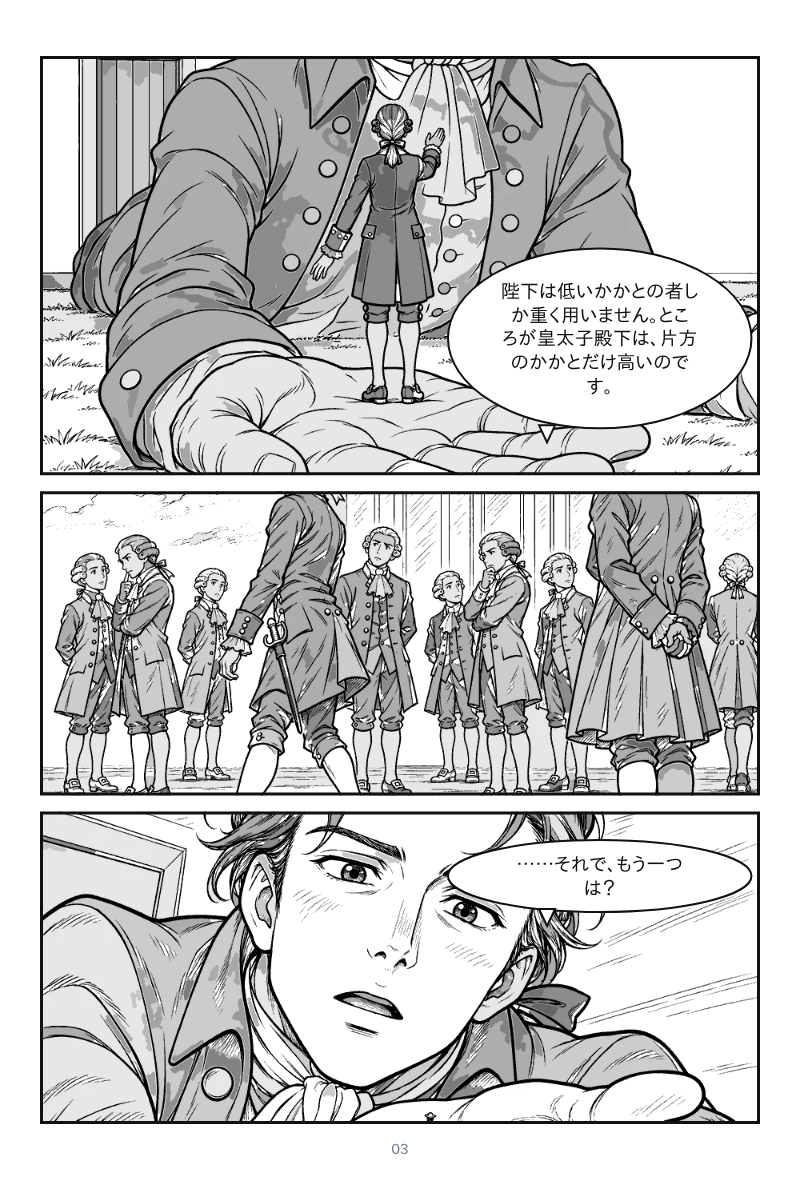 陛下は低いかかとの者し
か重く用いません。とこ
ろが皇太子殿下は、片方
のかかとだけ高いので
す。
……それで、もう一つ
は？
03